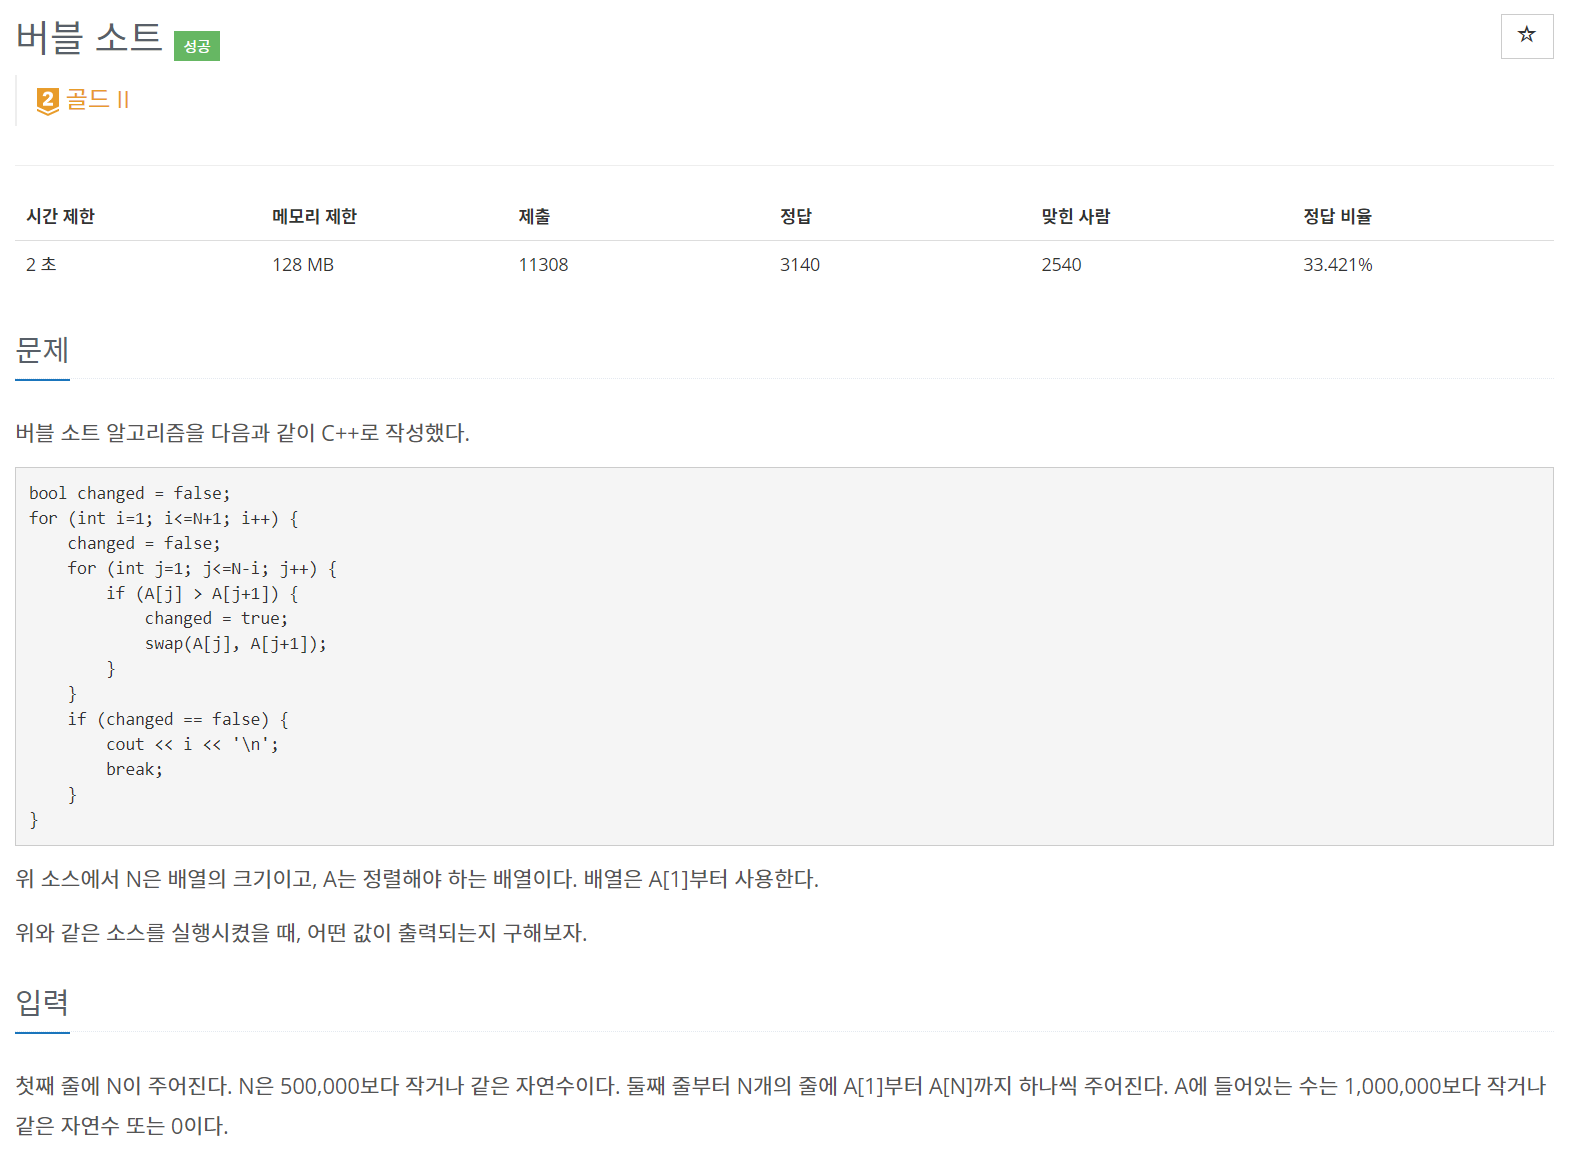 버블 소트 성공
☆
2 골드 II
시간 제한 메모리 제한 제출 정답 맞힌 사람 정답 비율
2 초 128 MB 11308 3140 2540 33.421%
문제
버블 소트 알고리즘을 다음과 같이 C++로 작성했다.
bool changed = false;
for (int i=1; i<=N+1; i++) {
    changed = false;
    for (int j=1; j<=N-i; j++) {
        if (A[j] > A[j+1]) {
            changed = true;
            swap(A[j], A[j+1]);
        }
    }
    if (changed == false) {
        cout << i << '\n';
        break;
    }
}
위 소스에서 N은 배열의 크기이고, A는 정렬해야 하는 배열이다. 배열은 A[1]부터 사용한다.
위와 같은 소스를 실행시켰을 때, 어떤 값이 출력되는지 구해보자.
입력
첫째 줄에 N이 주어진다. N은 500,000보다 작거나 같은 자연수이다. 둘째 줄부터 N개의 줄에 A[1]부터 A[N]까지 하나씩 주어진다. A에 들어있는 수는 1,000,000보다 작거나
같은 자연수 또는 0이다.